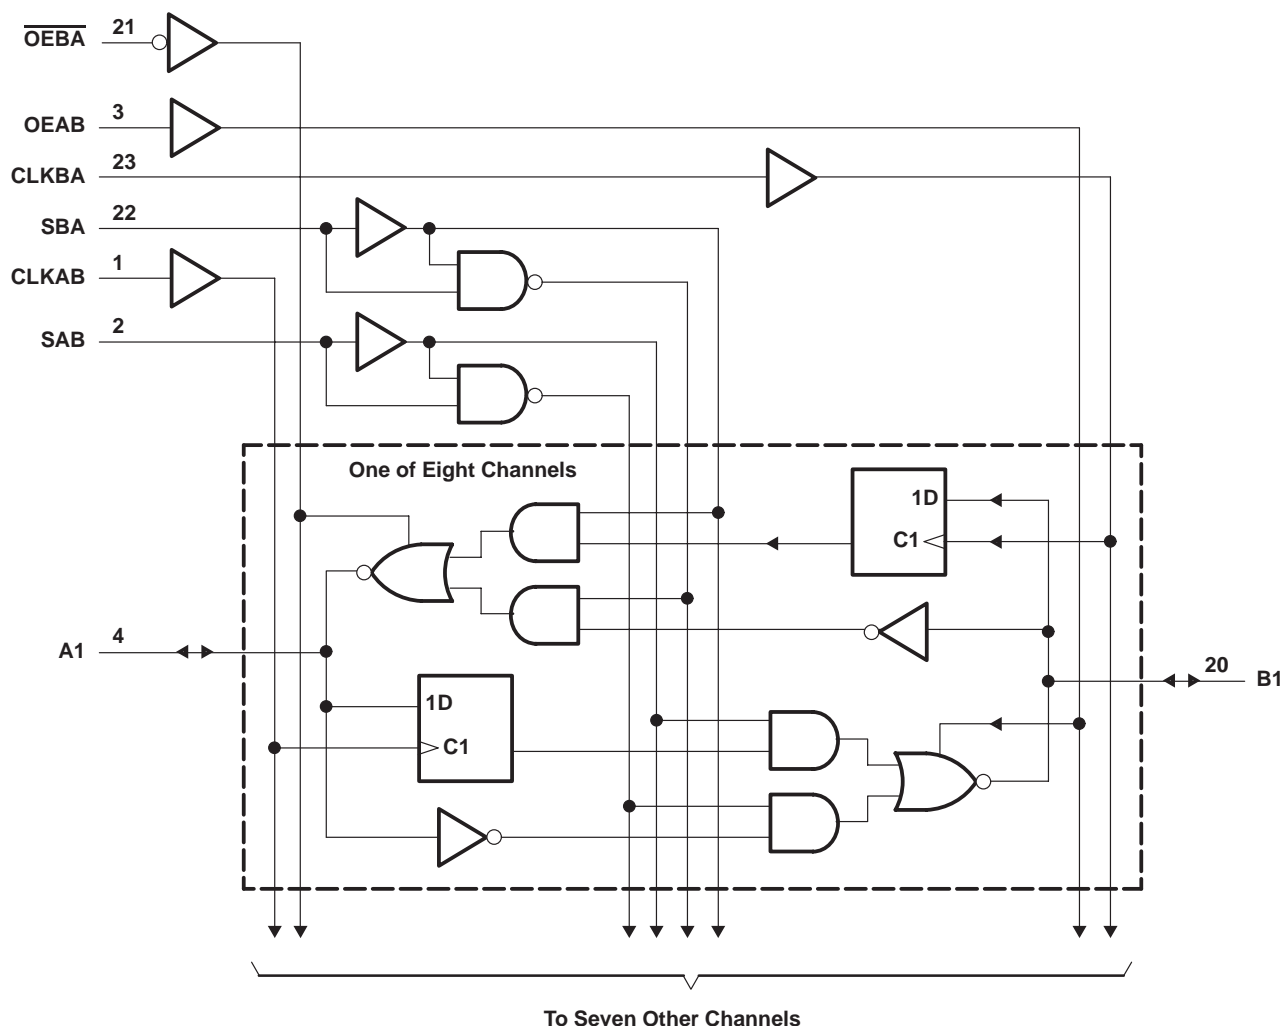 OEBA 21
OEAB 3
CLKBA 23
SBA 22
CLKAB 1
SAB 2
One of Eight Channels
1D
C1
A1 4
1D
C1
20 B1
To Seven Other Channels